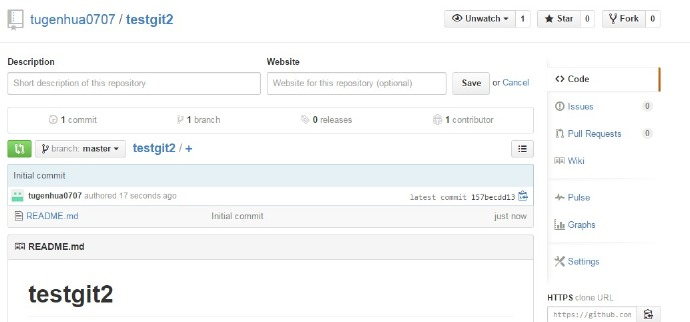 tugenhua0707 / testgit2
Unwatch 1 Star 0 Fork 0
Description Website
Short description of this repository Website for this repository (optional) Save or Cancel
1 commit 1 branch 0 releases 1 contributor
branch: master testgit2 / +
Initial commit
tugenhua0707 authored 17 seconds ago latest commit 157becdd13
README.md Initial commit just now
README.md
testgit2
Code
Issues 0
Pull Requests 0
Wiki
Pulse
Graphs
Settings
HTTPS clone URL
https://github.com